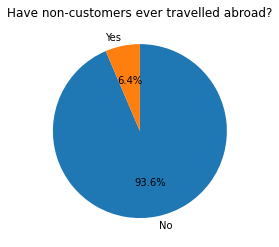 Have non-customers ever travelled abroad?
Yes
6.4%
93.6%
No